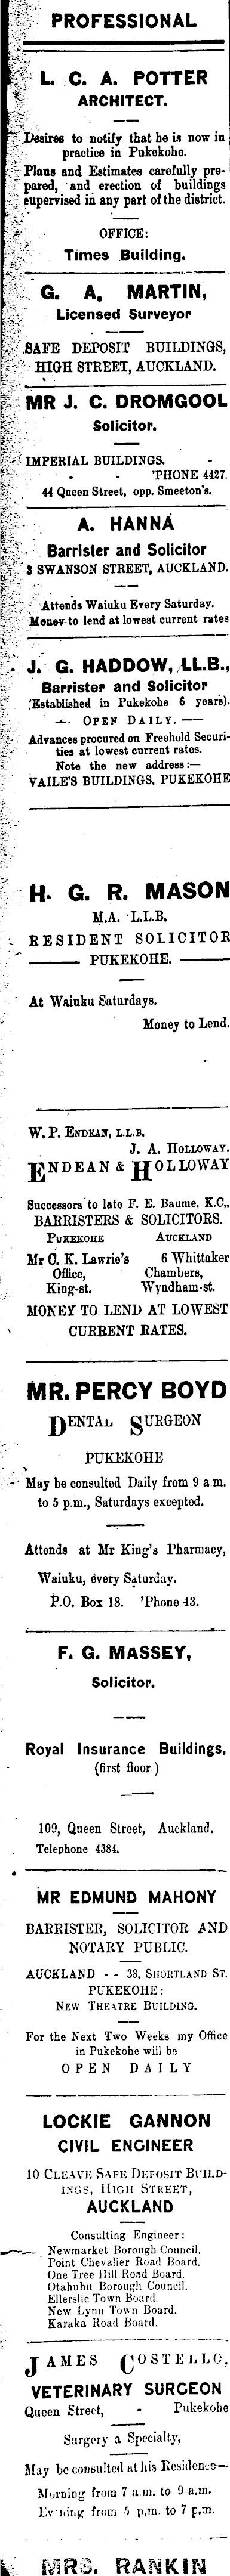 PROFESSIONAL
L. C. A. POTTER
ARCHITECT.
Desires to notify that he is now in
practice in Pukekohe.
Plans and Estimates carefully pre-
pared, and erection of buildings
supervised in any part of the district.
OFFICE:
Times Building.
G. A. MARTIN,
Licensed Surveyor
SAFE DEPOSIT BUILDINGS,
HIGH STREET, AUCKLAND.
MR J. C. DROMGOOL
Solicitor.
IMPERIAL BUILDINGS. -
- - 'PHONE 4427.
44 Queen Street, opp. Smeeton's.
A. HANNA
Barrister and Solicitor
3 SWANSON STREET, AUCKLAND.
Attends Waiuku Every Saturday.
Money to lend at lowest current rates
J. G. HADDOW, LL.B.,
Barrister and Solicitor
(Established in Pukekohe 6 years).
— OPEN DAILY. —
Advances procured on Freehold Securi-
ties at lowest current rates.
Note the new address:—
VAILE'S BUILDINGS, PUKEKOHE
H. G. R. MASON
M.A. L.L.B.
RESIDENT SOLICITOR
—— PUKEKOHE. ——
At Waiuku Saturdays.
Money to Lend.
W. P. ENDEAN, L.L.B.
J. A. HOLLOWAY.
ENDEAN & HOLLOWAY
Successors to late F. E. Baume, K.C.,
BARRISTERS & SOLICITORS.
PUKEKOHE AUCKLAND
Mr C. K. Lawrie's 6 Whittaker
Office, Chambers,
King-st. Wyndham-st.
MONEY TO LEND AT LOWEST
CURRENT RATES.
MR. PERCY BOYD
DENTAL SURGEON
PUKEKOHE
May be consulted Daily from 9 a.m.
to 5 p.m., Saturdays excepted.
Attends at Mr King's Pharmacy,
Waiuku, every Saturday.
P.O. Box 18. 'Phone 43.
F. G. MASSEY,
Solicitor.
Royal Insurance Buildings,
(first floor)
109, Queen Street, Auckland.
Telephone 4384.
MR EDMUND MAHONY
BARRISTER, SOLICITOR AND
NOTARY PUBLIC.
AUCKLAND - - 38, SHORTLAND ST.
PUKEKOHE:
NEW THEATRE BUILDING.
For the Next Two Weeks my Office
in Pukekohe will be
OPEN DAILY
LOCKIE GANNON
CIVIL ENGINEER
10 CLEAVE SAFE DEPOSIT BUILD-
INGS, HIGH STREET,
AUCKLAND
Consulting Engineer:
Newmarket Borough Council.
Point Chevalier Road Board.
One Tree Hill Road Board.
Otahuhu Borough Council.
Ellerslie Town Board.
New Lynn Town Board.
Karaka Road Board.
JAMES COSTELLO,
VETERINARY SURGEON
Queen Street, - Pukekohe
Surgery a Specialty,
May be consulted at his Residence—
Morning from 7 a.m. to 9 a.m.
Evening from 5 p.m. to 7 p.m.
MRS. RANKIN